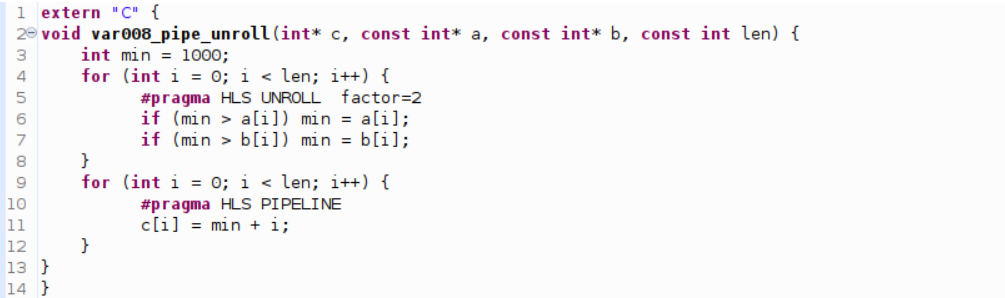 1 extern "C" {
2 void var008_pipe_unroll(int* c, const int* a, const int* b, const int len) {
3     int min = 1000;
4     for (int i = 0; i < len; i++) {
5           #pragma HLS UNROLL  factor=2
6           if (min > a[i]) min = a[i];
7           if (min > b[i]) min = b[i];
8     }
9     for (int i = 0; i < len; i++) {
10           #pragma HLS PIPELINE
11           c[i] = min + i;
12     }
13 }
14 }